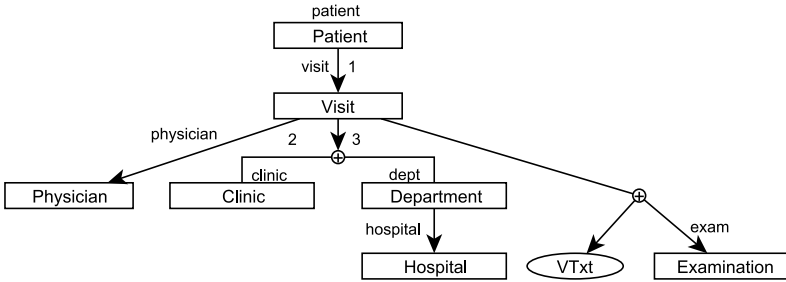 patient
Patient
visit 1
Visit
physician 2 3
clinic dept
exam
Physician Clinic Department
hospital
VTxt Examination
Hospital